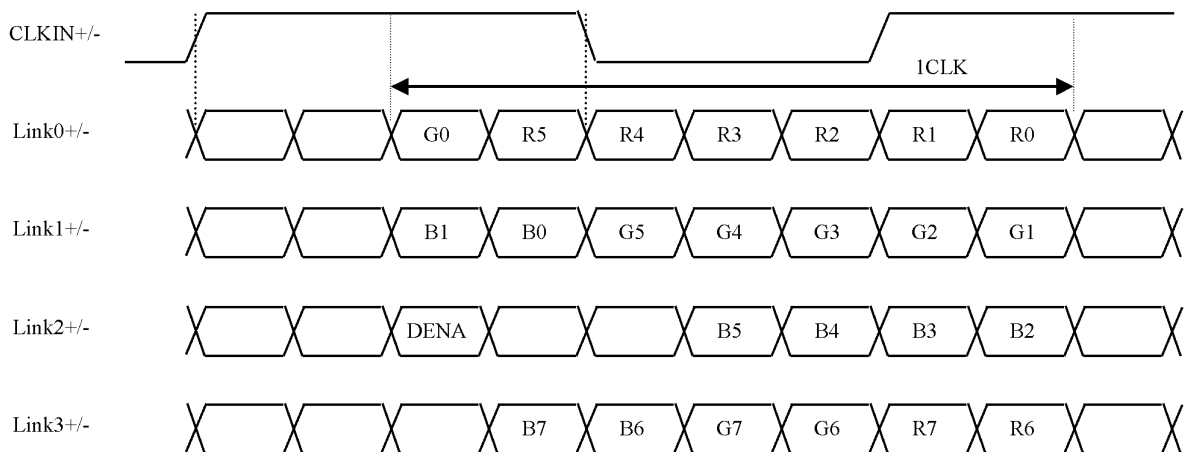 CLKIN+/-
1CLK
Link0+/- G0 R5 R4 R3 R2 R1 R0
Link1+/- B1 B0 G5 G4 G3 G2 G1
Link2+/- DENA B5 B4 B3 B2
Link3+/- B7 B6 G7 G6 R7 R6